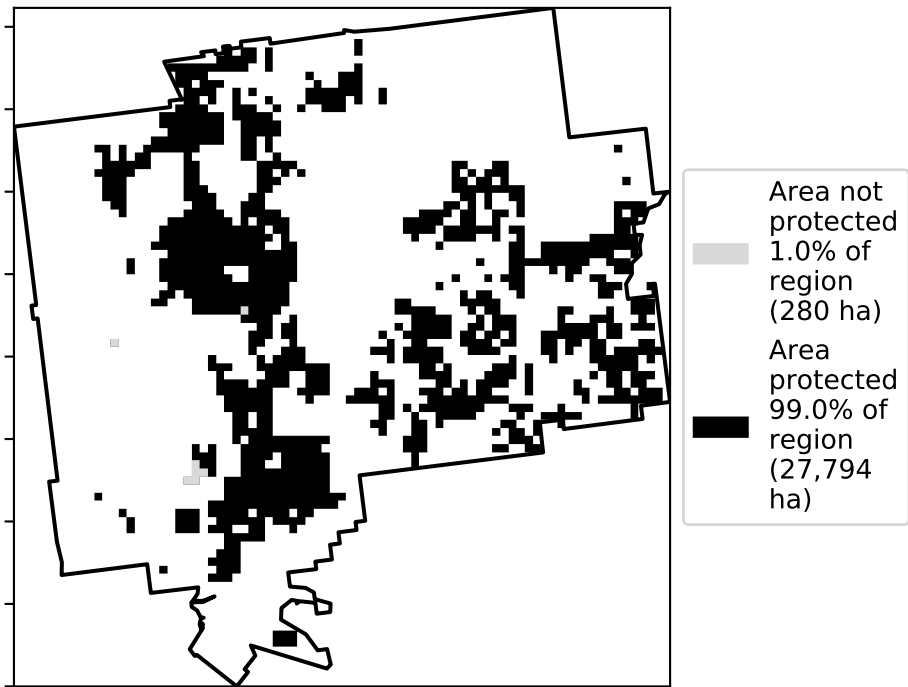 Area not
protected
1.0% of
region
(280 ha)
Area
protected
99.0% of
region
(27,794
ha)